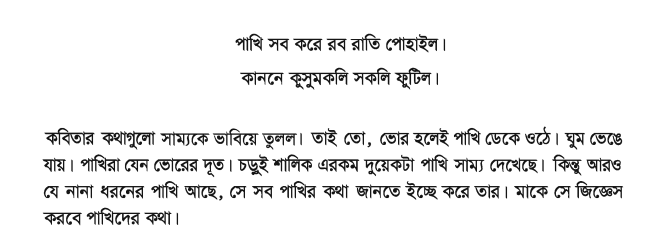 পাখি সব করে রব রাতি পোহাইল।
কাননে কুসুমকলি সকলি ফুটিল।
কবিতার কথাগুলো সাম্যকে ভাবিয়ে তুলল। তাই তো, ভোর হলেই পাখি ডেকে ওঠে। ঘুম ভেঙে
যায়। পাখিরা যেন ভোরের দূত। চড়ুই শালিক এরকম দুয়েকটা পাখি সাম্য দেখেছে। কিন্তু আরও
যে নানা ধরনের পাখি আছে, সে সব পাখির কথা জানতে ইচ্ছে করে তার। মাকে সে জিজ্ঞেস
করবে পাখিদের কথা।